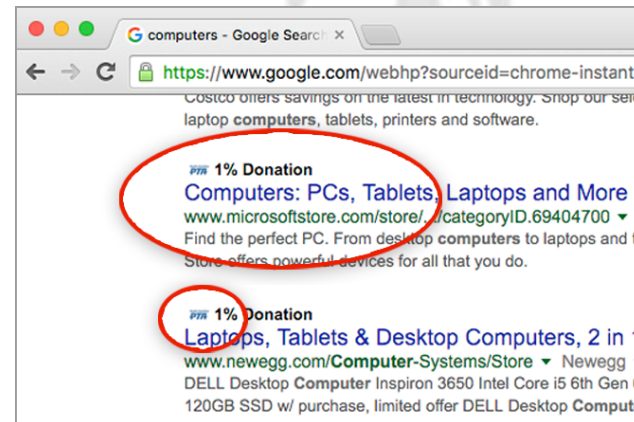 computers - Google Search
https://www.google.com/webhp?sourceid=chrome-instant
Costco offers savings on the latest in technology. Shop our
laptop computers, tablets, printers and software.
PTA 1% Donation
Computers: PCs, Tablets, Laptops and More
www.microsoftstore.com/store/.../categoryID.69404700
Find the perfect PC. From desktop computers to laptops and
Store offers powerful devices for all that you do.
PTA 1% Donation
Laptops, Tablets & Desktop Computers, 2 in
www.newegg.com/Computer-Systems/Store Newegg
DELL Desktop Computer Inspiron 3650 Intel Core i5 6th Gen
120GB SSD w/ purchase, limited offer DELL Desktop Comput